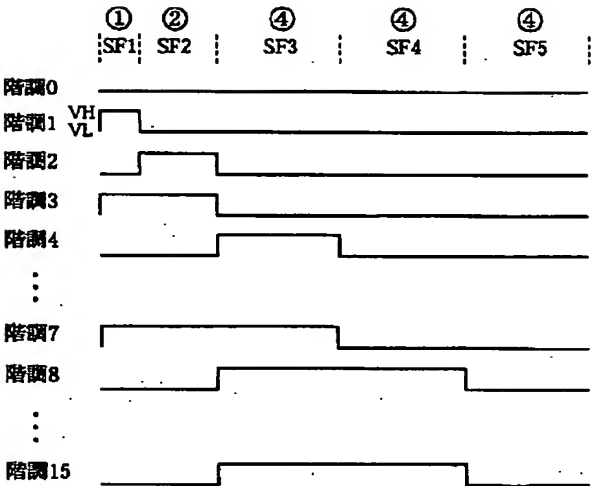 ① ② ④ ④ ④
SF1 SF2 SF3 SF4 SF5
階調0
階調1 VH
VL
階調2
階調3
階調4
⋮
階調7
階調8
⋮
階調15